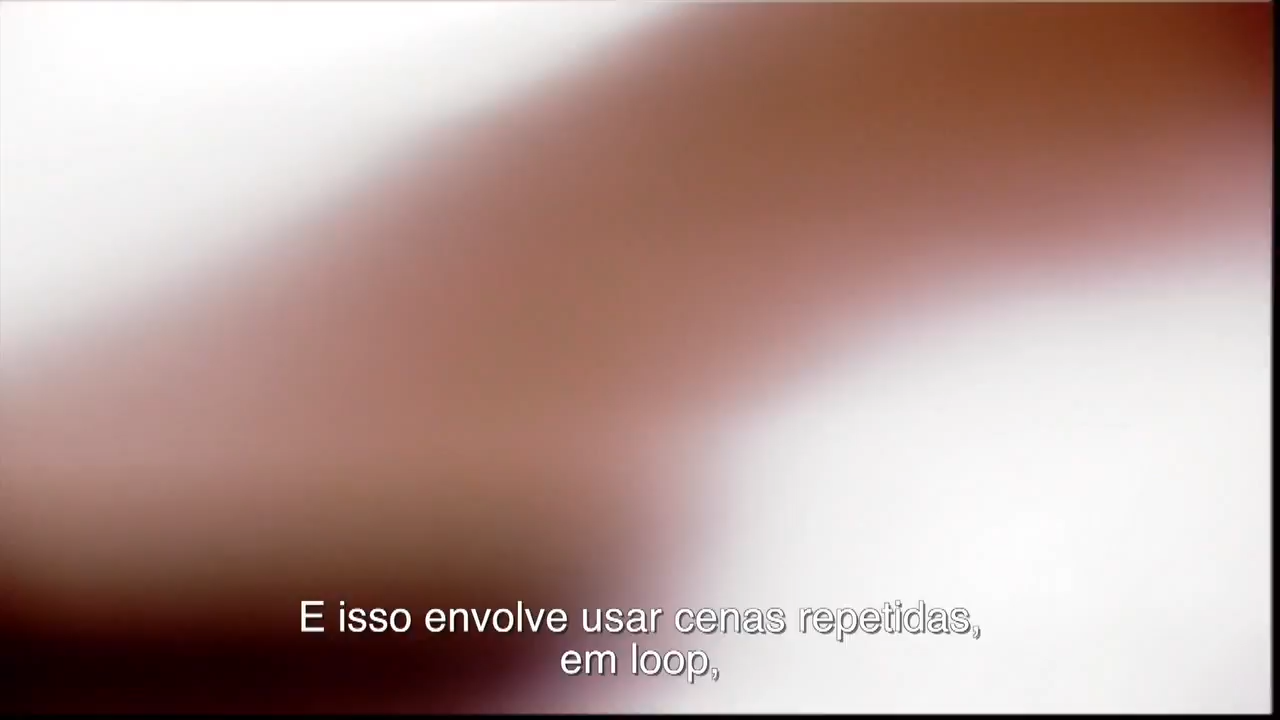 E isso envolve usar cenas repetidas,
em loop,